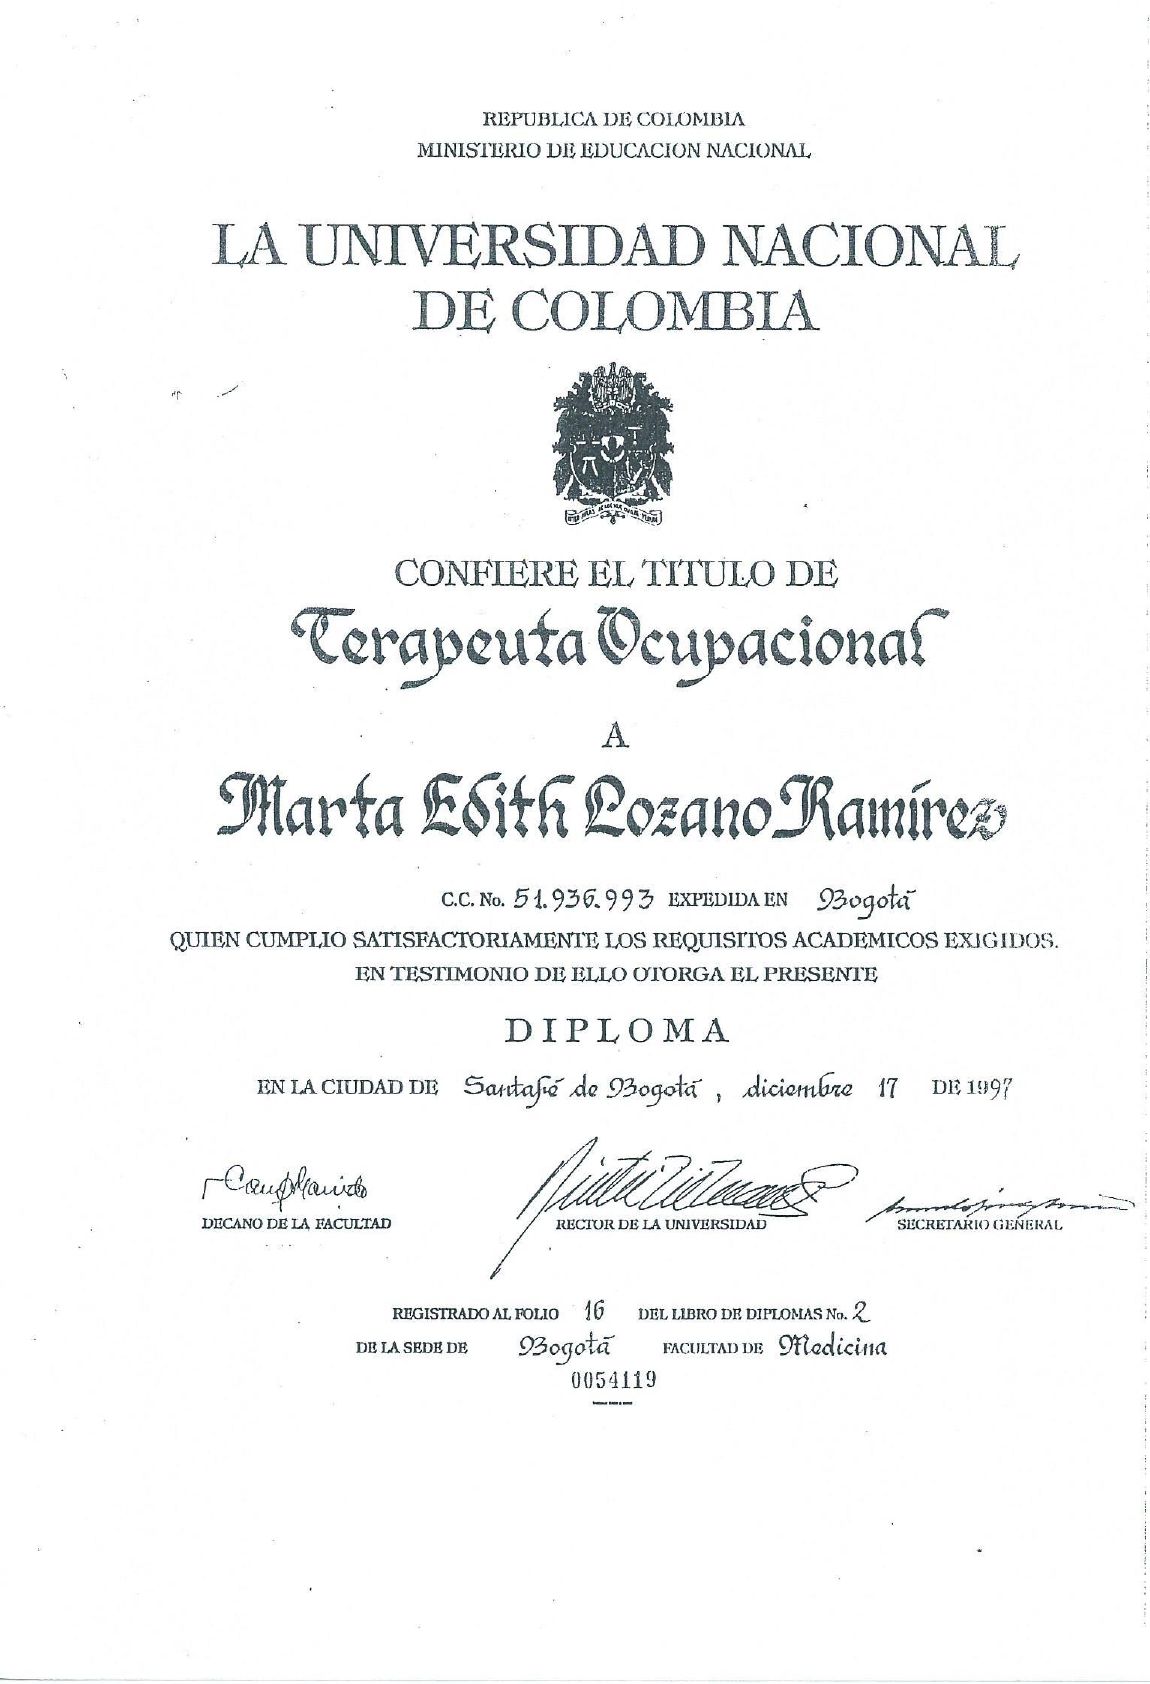 REPUBLICA DE COLOMBIA
MINISTERIO DE EDUCACION NACIONAL
LA UNIVERSIDAD NACIONAL
DE COLOMBIA
CONFIERE EL TITULO DE
Terapeuta Ocupacional
A
Marta Edith Lozano Ramírez
C.C. No. 51.936.993 EXPEDIDA EN Bogotá
QUIEN CUMPLIO SATISFACTORIAMENTE LOS REQUISITOS ACADEMICOS EXIGIDOS.
EN TESTIMONIO DE ELLO OTORGA EL PRESENTE
DIPLOMA
EN LA CIUDAD DE Santafé de Bogotá, diciembre 17 DE 1997
DECANO DE LA FACULTAD RECTOR DE LA UNIVERSIDAD SECRETARIO GENERAL
REGISTRADO AL FOLIO 16 DEL LIBRO DE DIPLOMAS No. 2
DE LA SEDE DE Bogotá FACULTAD DE Medicina
0054119